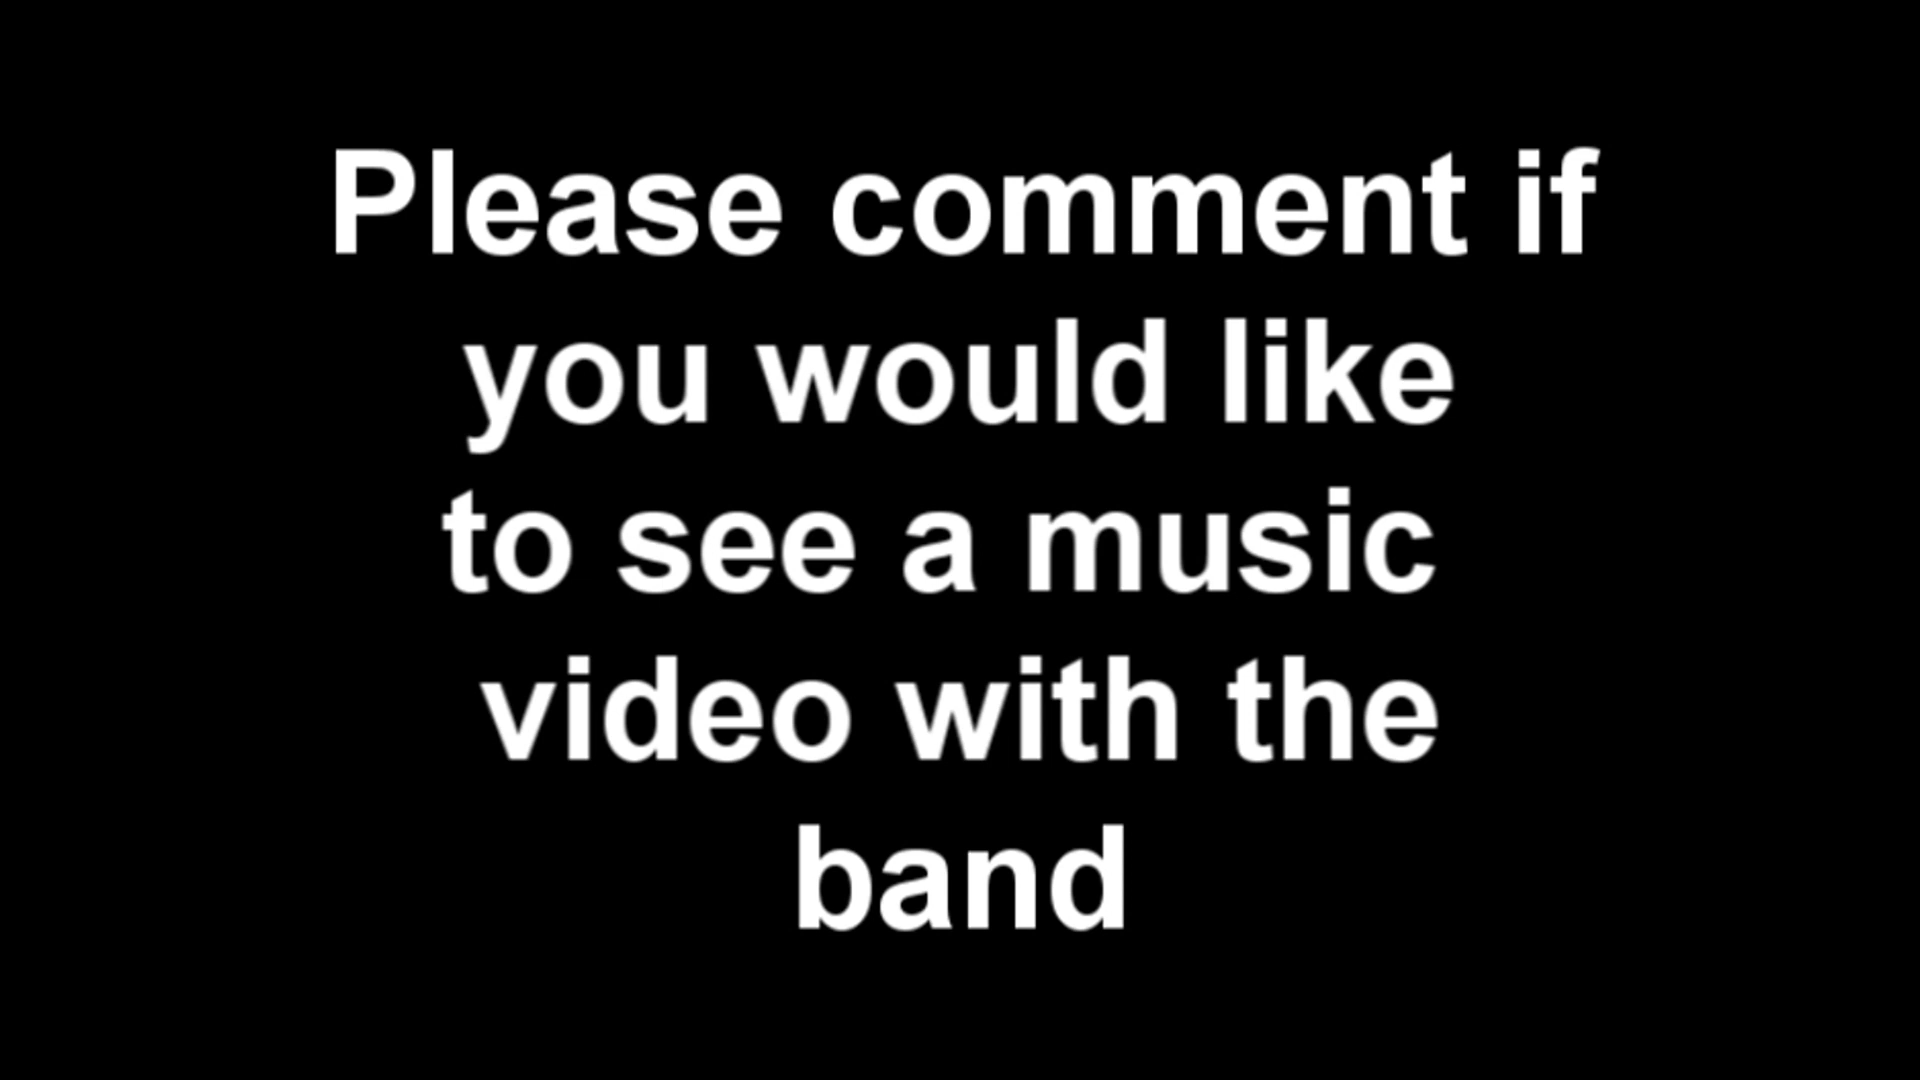 Please comment if
you would like
to see a music
video with the
band